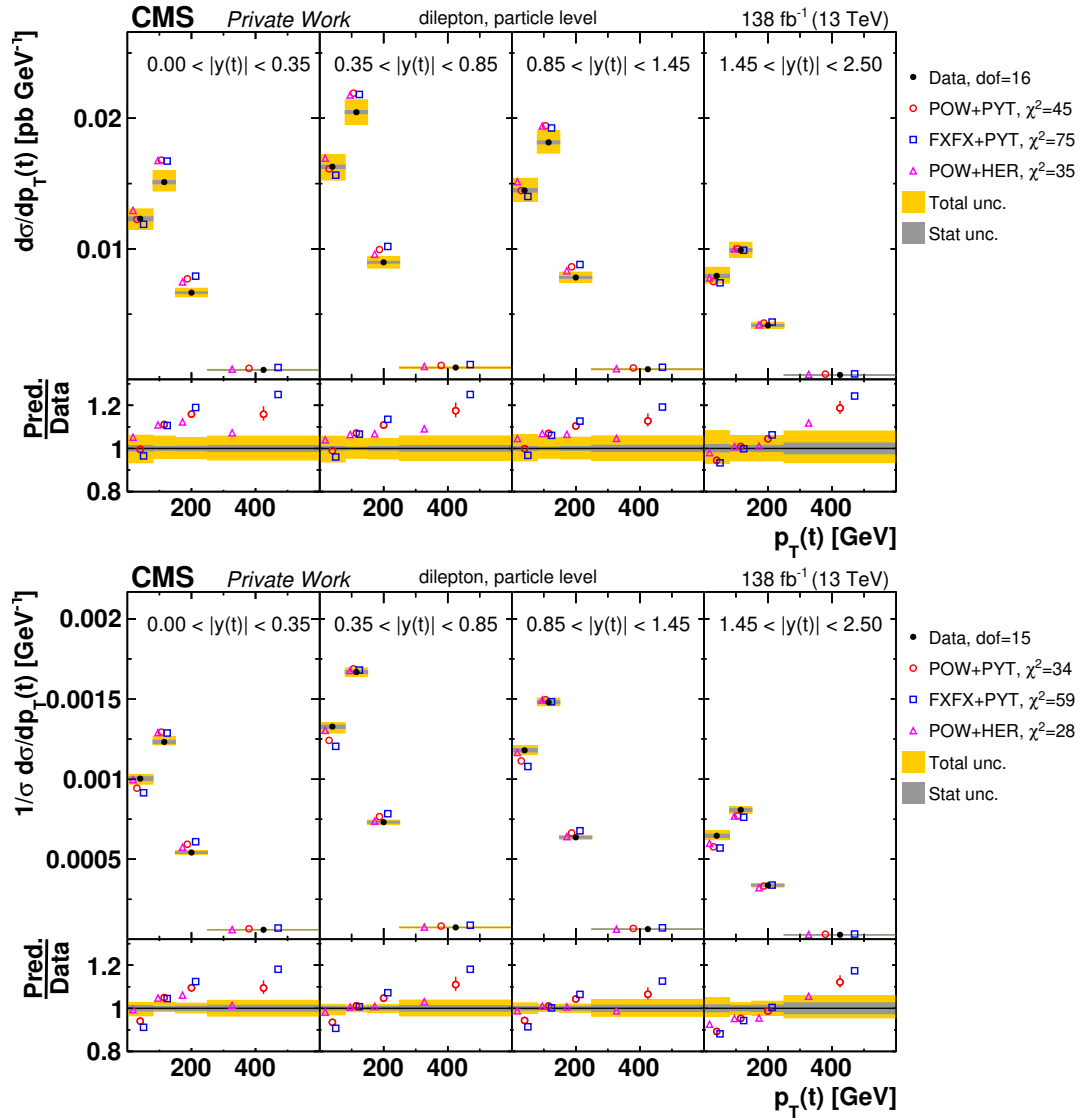 CMS Private Work dilepton, particle level 138 fb⁻¹ (13 TeV)
dσ/dp_T(t) [pb GeV⁻¹]
0.00 < |y(t)| < 0.35 0.35 < |y(t)| < 0.85 0.85 < |y(t)| < 1.45 1.45 < |y(t)| < 2.50
0.02
0.01
Data, dof=16
POW+PYT, χ²=45
FXFX+PYT, χ²=75
POW+HER, χ²=35
Total unc.
Stat unc.
Pred.
Data
1.2
1
0.8
200 400 200 400 200 400 200 400
p_T(t) [GeV]
CMS Private Work dilepton, particle level 138 fb⁻¹ (13 TeV)
1/σ dσ/dp_T(t) [GeV⁻¹]
0.00 < |y(t)| < 0.35 0.35 < |y(t)| < 0.85 0.85 < |y(t)| < 1.45 1.45 < |y(t)| < 2.50
0.002
0.0015
0.001
0.0005
Data, dof=15
POW+PYT, χ²=34
FXFX+PYT, χ²=59
POW+HER, χ²=28
Total unc.
Stat unc.
Pred.
Data
1.2
1
0.8
200 400 200 400 200 400 200 400
p_T(t) [GeV]